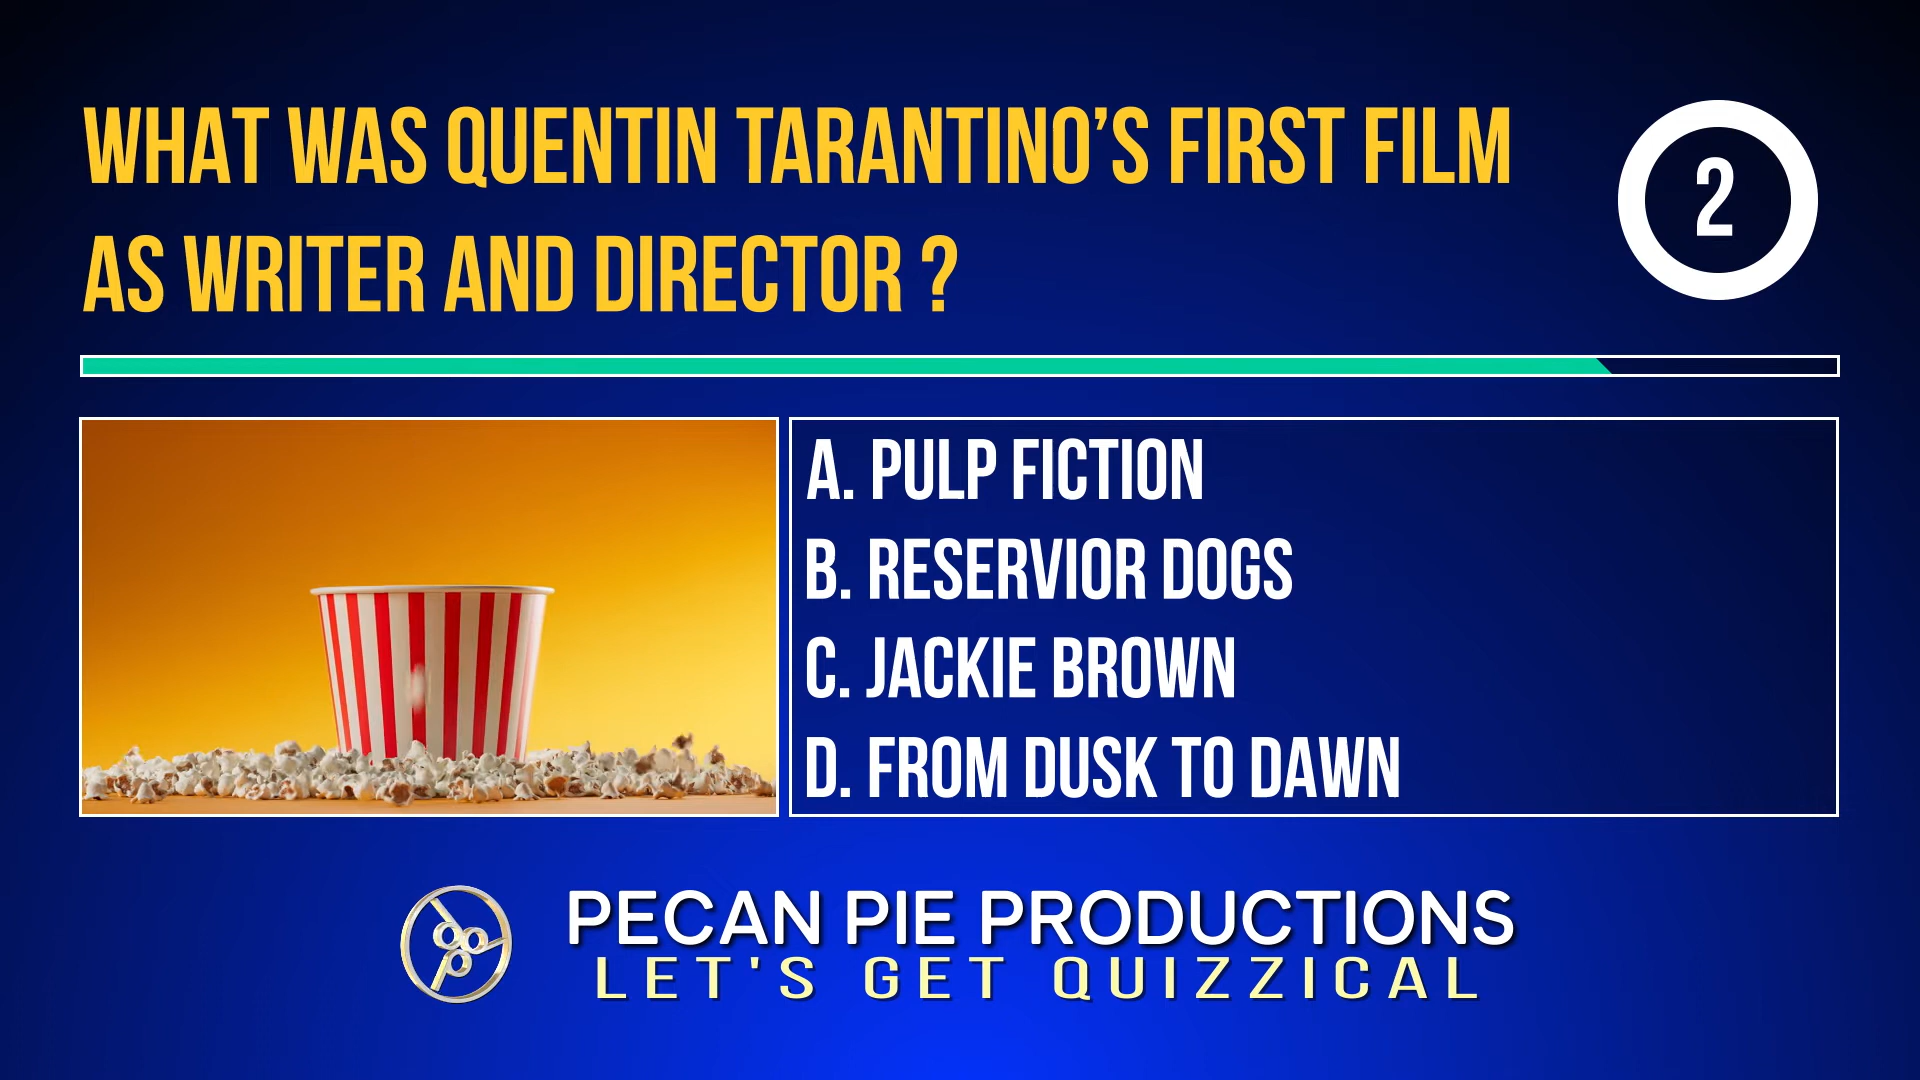 WHAT WAS QUENTIN TARANTINO’S FIRST FILM
AS WRITER AND DIRECTOR ?
2
A. PULP FICTION
B. RESERVIOR DOGS
C. JACKIE BROWN
D. FROM DUSK TO DAWN
PECAN PIE PRODUCTIONS
LET'S GET QUIZZICAL